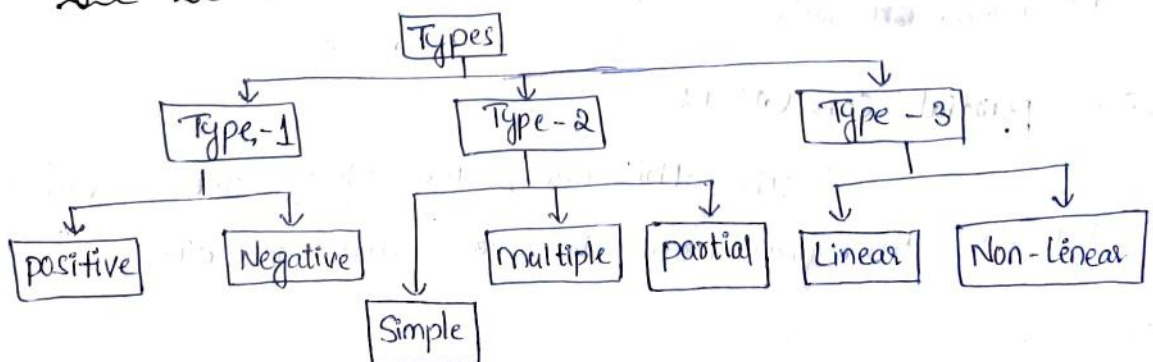 Types
Type-1 Type-2 Type-3
positive Negative multiple partial Linear Non-Linear
Simple